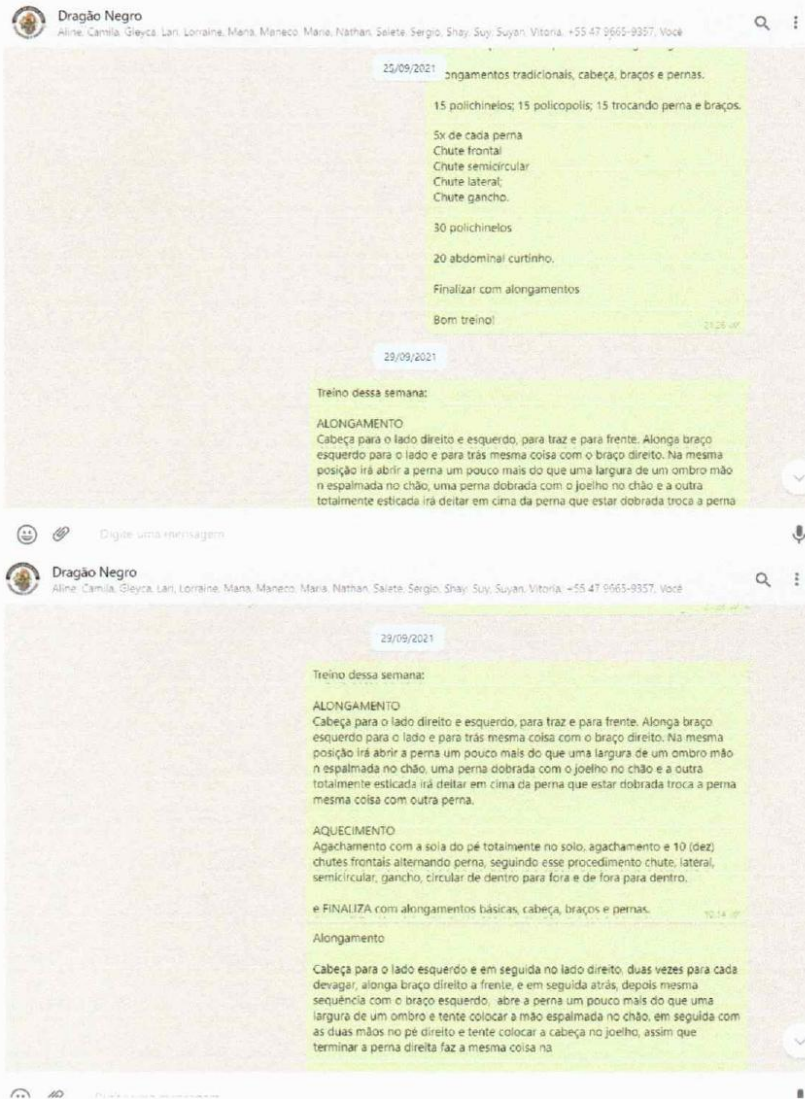 Dragão Negro
Aline, Camila, Gleyca, Lari, Lorraine, Maria, Maneco, Maria, Nathan, Salete, Sergio, Shay, Suy, Suyan, Vitoria, +55 47 9665-9357, Você
25/09/2021
ongamentos tradicionais, cabeça, braços e pernas.
15 polichinelos; 15 policopolis; 15 trocando perna e braços.
5x de cada perna
Chute frontal
Chute semicircular
Chute lateral;
Chute gancho.
30 polichinelos
20 abdominal curtinho.
Finalizar com alongamentos
Bom treino!
29/09/2021
Treino dessa semana:
ALONGAMENTO
Cabeça para o lado direito e esquerdo, para traz e para frente. Alonga braço
esquerdo para o lado e para trás mesma coisa com o braço direito. Na mesma
posição irá abrir a perna um pouco mais do que uma largura de um ombro mão
n espalmada no chão, uma perna dobrada com o joelho no chão e a outra
totalmente esticada irá deitar em cima da perna que estar dobrada troca a perna
Digite uma mensagem
Dragão Negro
Aline, Camila, Gleyca, Lari, Lorraine, Maria, Maneco, Maria, Nathan, Salete, Sergio, Shay, Suy, Suyan, Vitoria, +55 47 9665-9357, Você
29/09/2021
Treino dessa semana:
ALONGAMENTO
Cabeça para o lado direito e esquerdo, para traz e para frente. Alonga braço
esquerdo para o lado e para trás mesma coisa com o braço direito. Na mesma
posição irá abrir a perna um pouco mais do que uma largura de um ombro mão
n espalmada no chão, uma perna dobrada com o joelho no chão e a outra
totalmente esticada irá deitar em cima da perna que estar dobrada troca a perna
mesma coisa com outra perna.
AQUECIMENTO
Agachamento com a sola do pé totalmente no solo, agachamento e 10 (dez)
chutes frontais alternando perna, seguindo esse procedimento chute, lateral,
semicircular, gancho, circular de dentro para fora e de fora para dentro.
e FINALIZA com alongamentos básicas, cabeça, braços e pernas.
10:14
Alongamento
Cabeça para o lado esquerdo e em seguida no lado direito, duas vezes para cada
devagar, alonga braço direito a frente, e em seguida atrás, depois mesma
sequência com o braço esquerdo, abre a perna um pouco mais do que uma
largura de um ombro e tente colocar a mão espalmada no chão, em seguida com
as duas mãos no pé direito e tente colocar a cabeça no joelho, assim que
terminar a perna direita faz a mesma coisa na